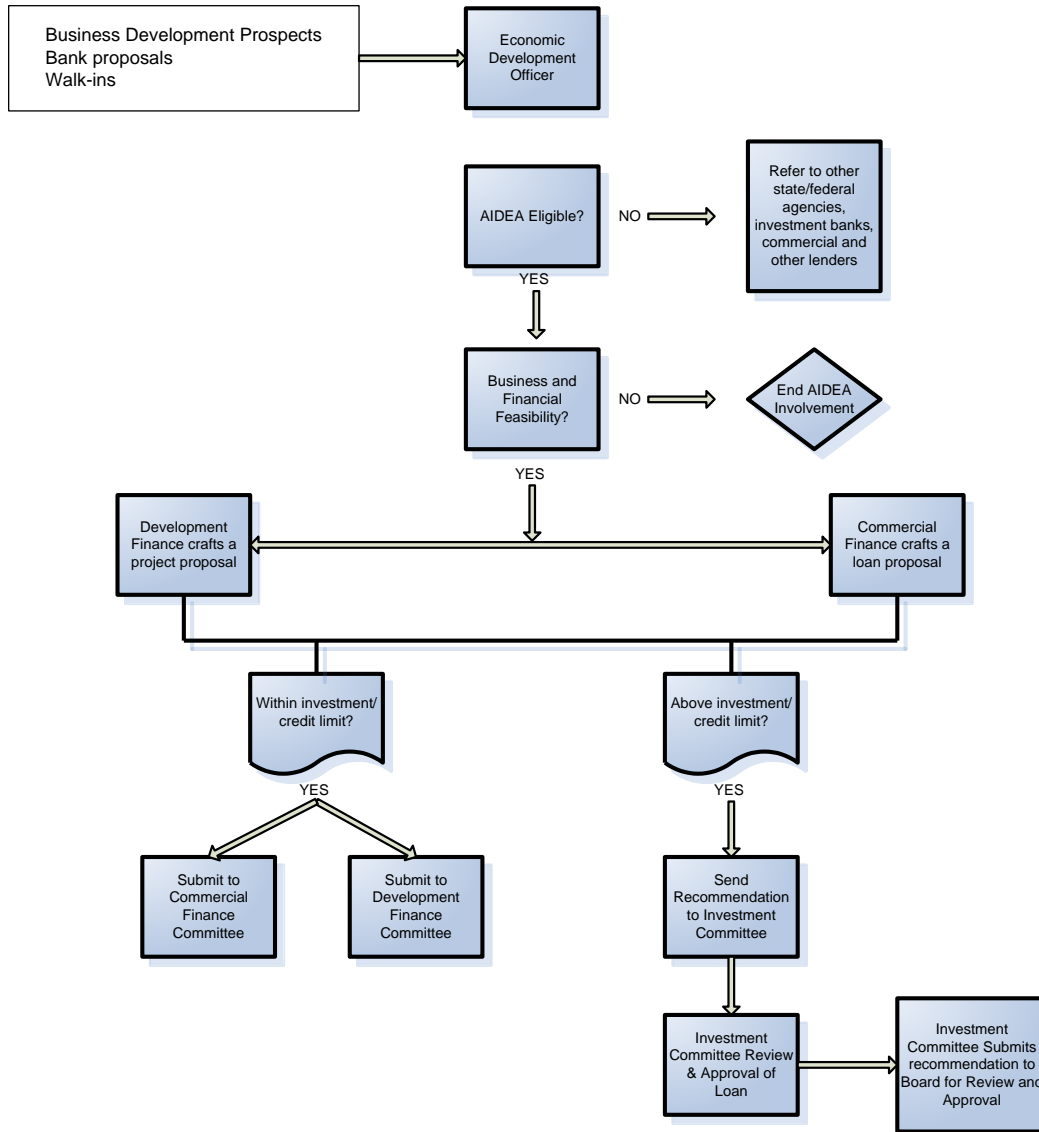 Business Development Prospects
Bank proposals
Walk-ins
Economic
Development
Officer
AIDEA Eligible?
NO
Refer to other
state/federal
agencies,
investment banks,
commercial and
other lenders
YES
Business and
Financial
Feasibility?
NO
End AIDEA
Involvement
YES
Development
Finance crafts a
project proposal
Commercial
Finance crafts a
loan proposal
Within investment/
credit limit?
Above investment/
credit limit?
YES
YES
Submit to
Commercial
Finance
Committee
Submit to
Development
Finance
Committee
Send
Recommendation
to Investment
Committee
Investment
Committee Review
& Approval of
Loan
Investment
Committee Submits
recommendation to
Board for Review and
Approval